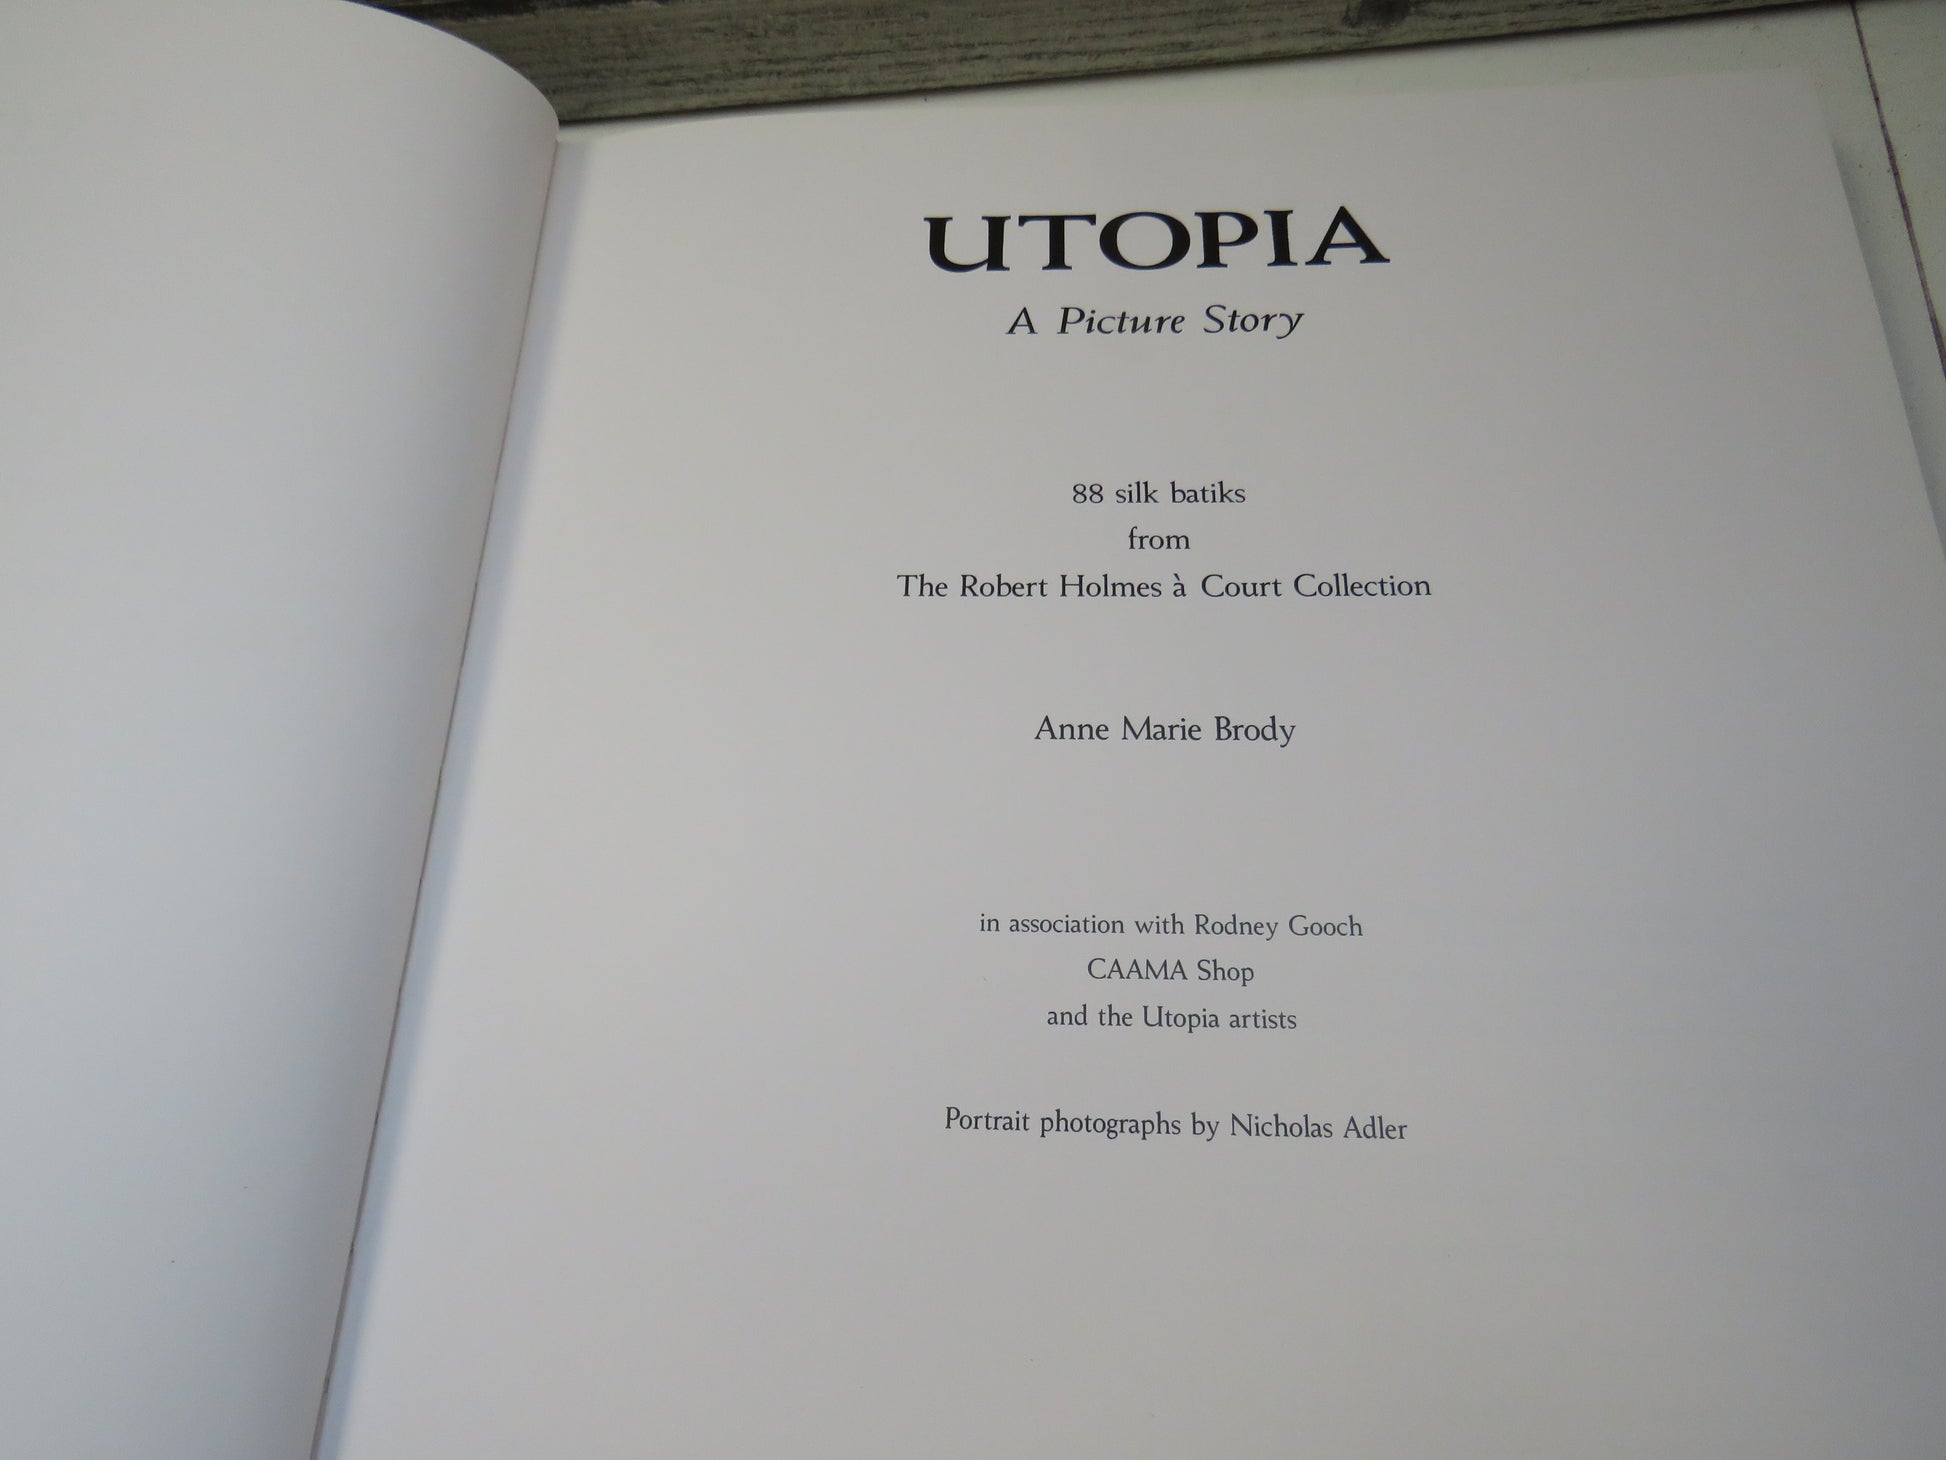 UTOPIA
A Picture Story
88 silk batiks
from
The Robert Holmes à Court Collection
Anne Marie Brody
in association with Rodney Gooch
CAAMA Shop
and the Utopia artists
Portrait photographs by Nicholas Adler